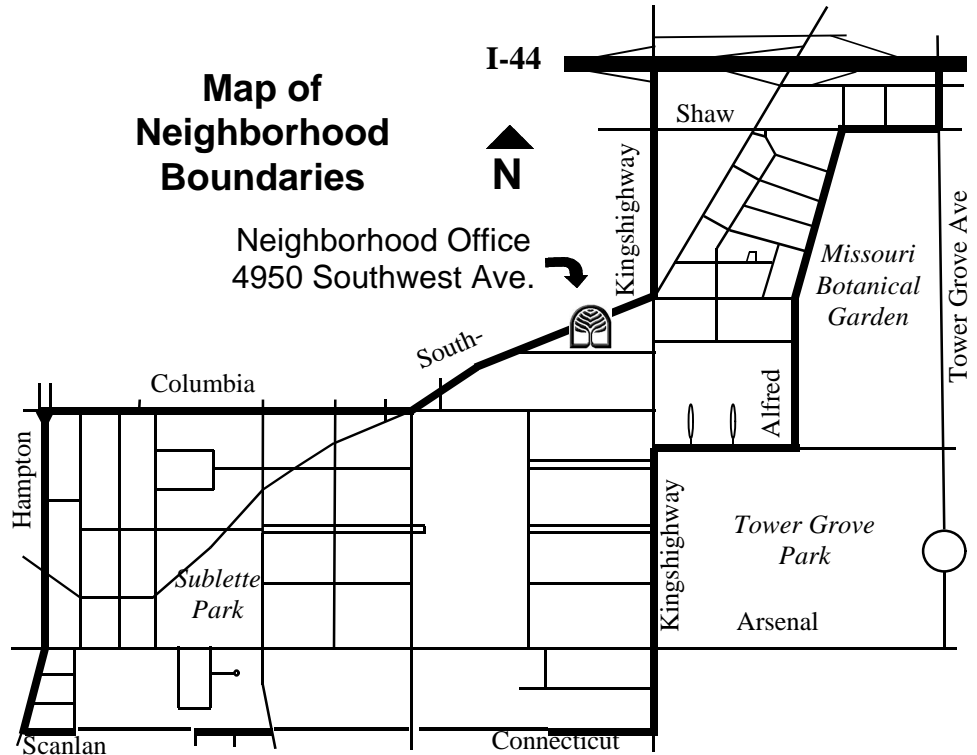 I-44
Map of
Neighborhood
Boundaries
N
Shaw
Kingshighway
Neighborhood Office
4950 Southwest Ave.
Missouri
Botanical
Garden
Tower Grove Ave
South-
Columbia
Alfred
Hampton
Kingshighway
Tower Grove
Park
Sublette
Park
Arsenal
Scanlan
Connecticut